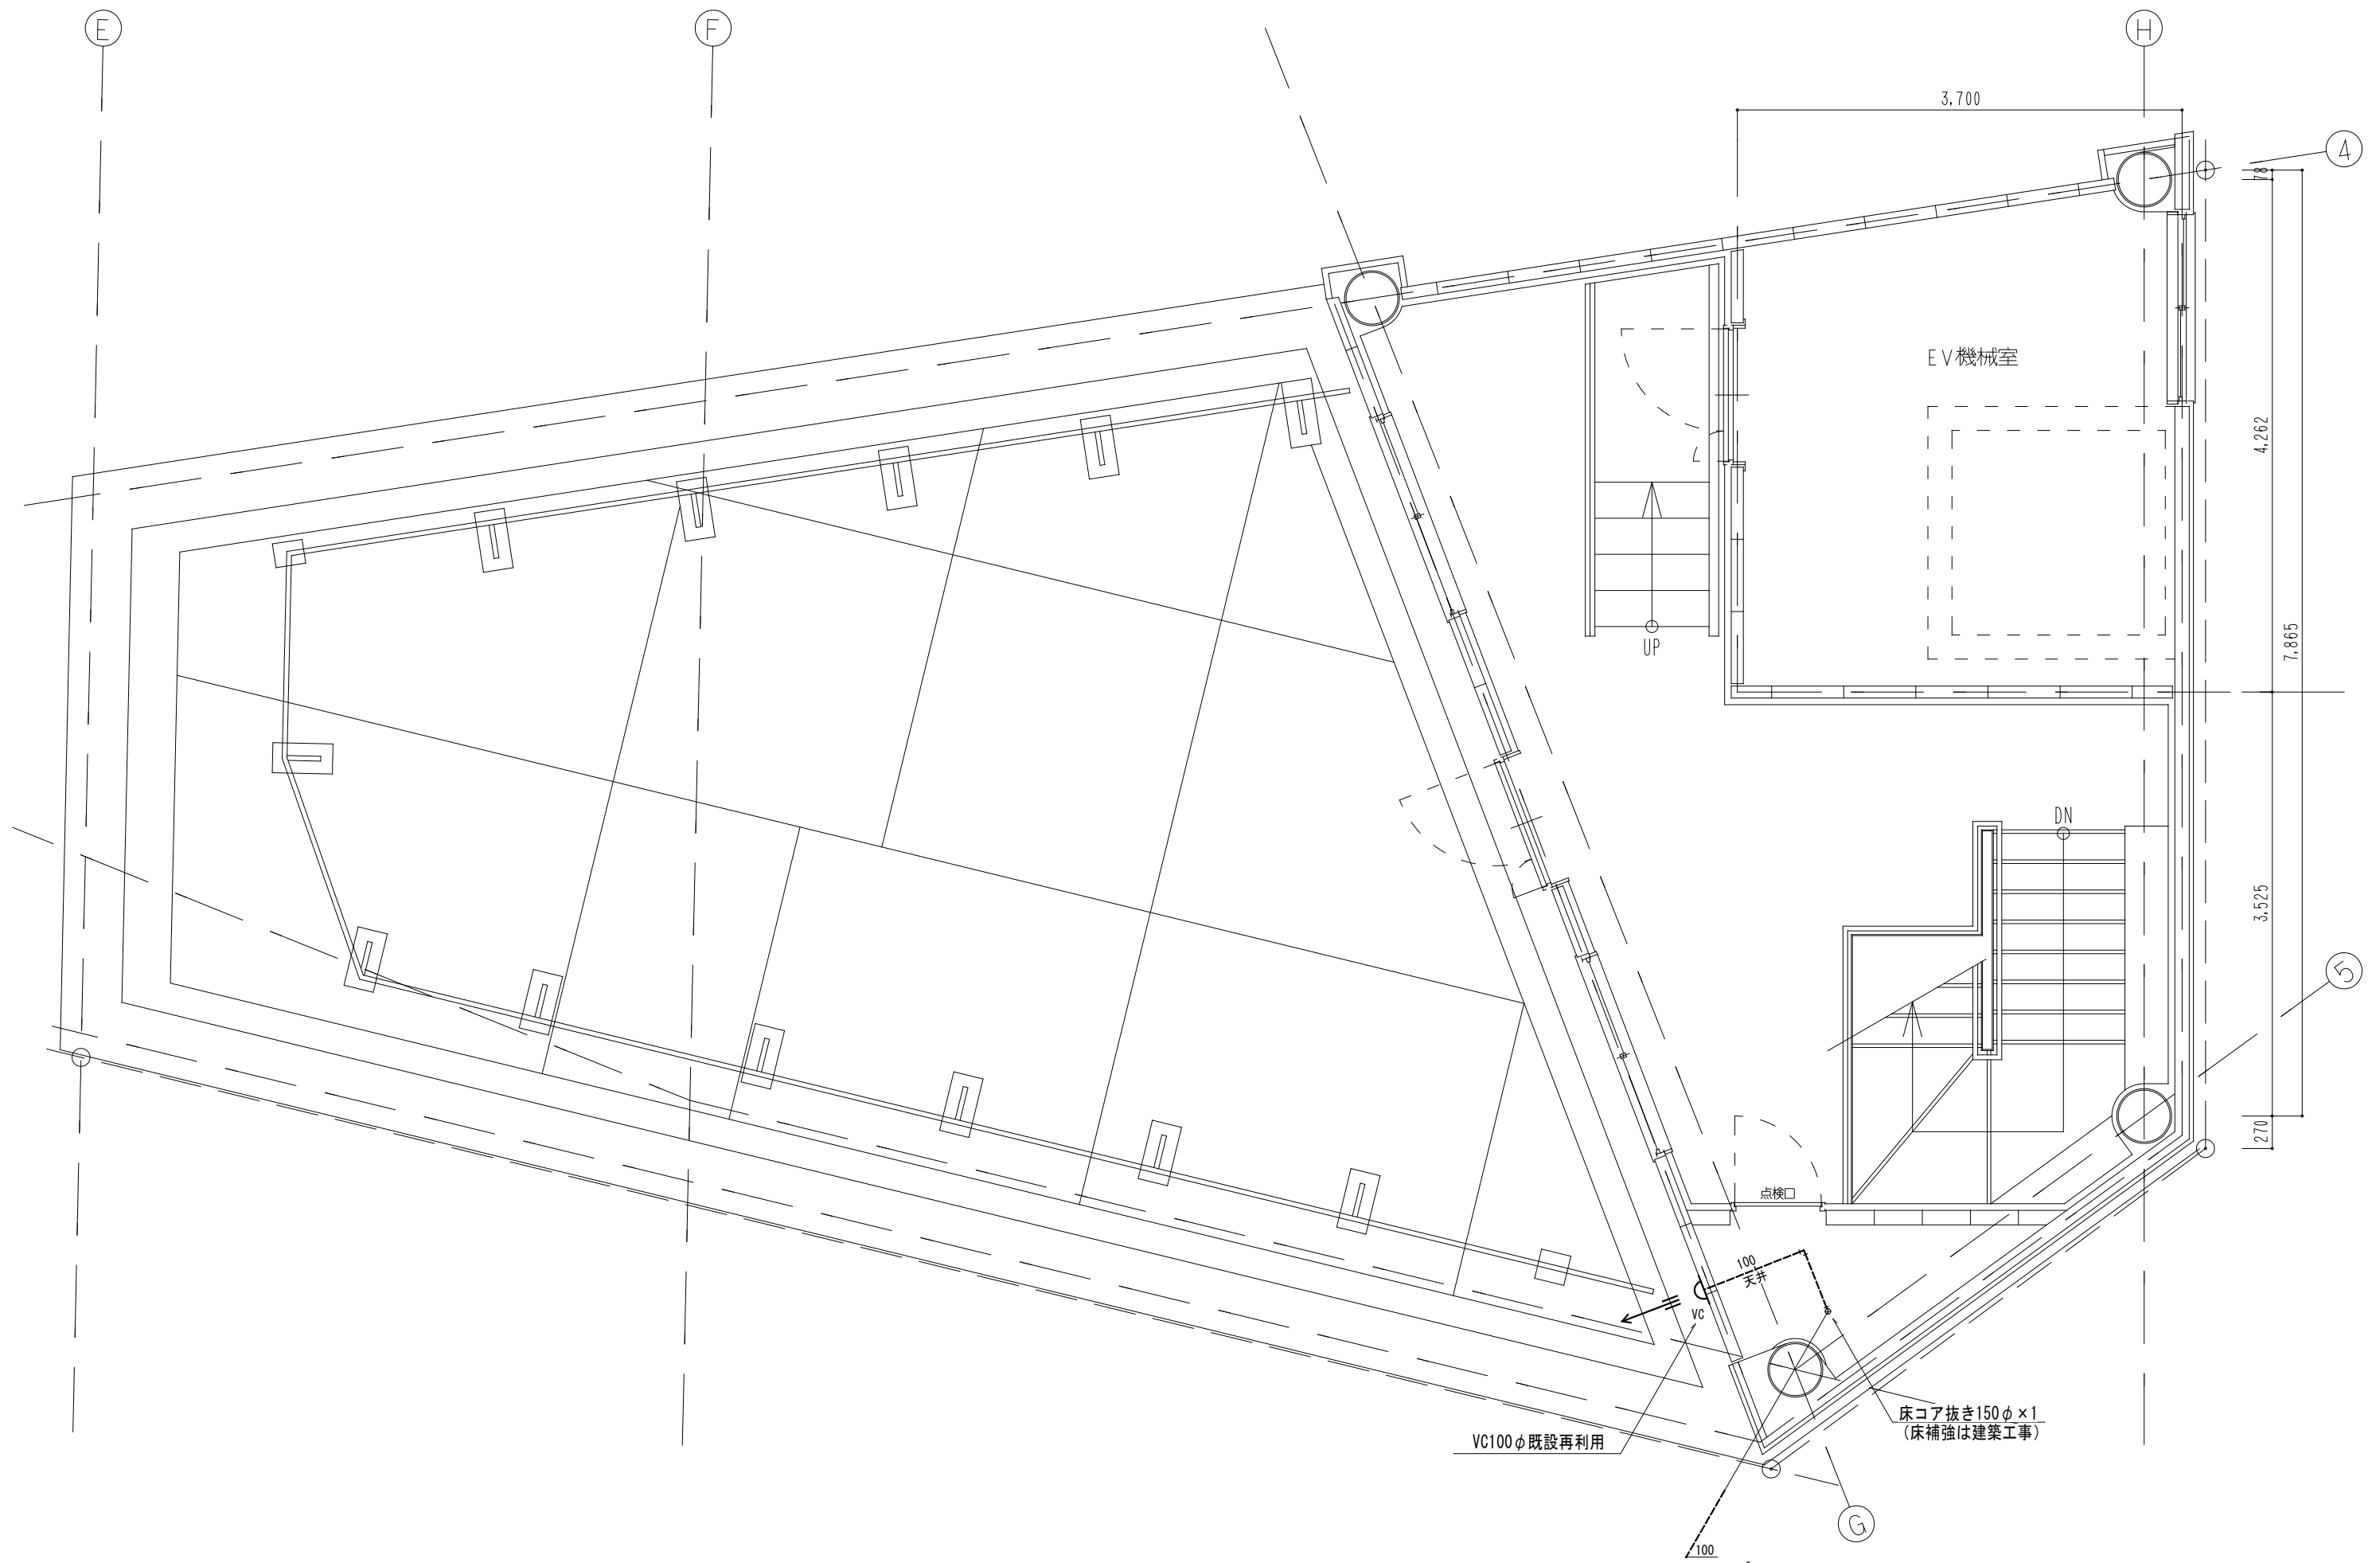 E
F
H
3,700
4
78
EV機械室
4,262
7,865
UP
DN
3,525
5
270
点検口
100
天井
VC
床コア抜き150φ×1
(床補強は建築工事)
VC100φ既設再利用
G
100